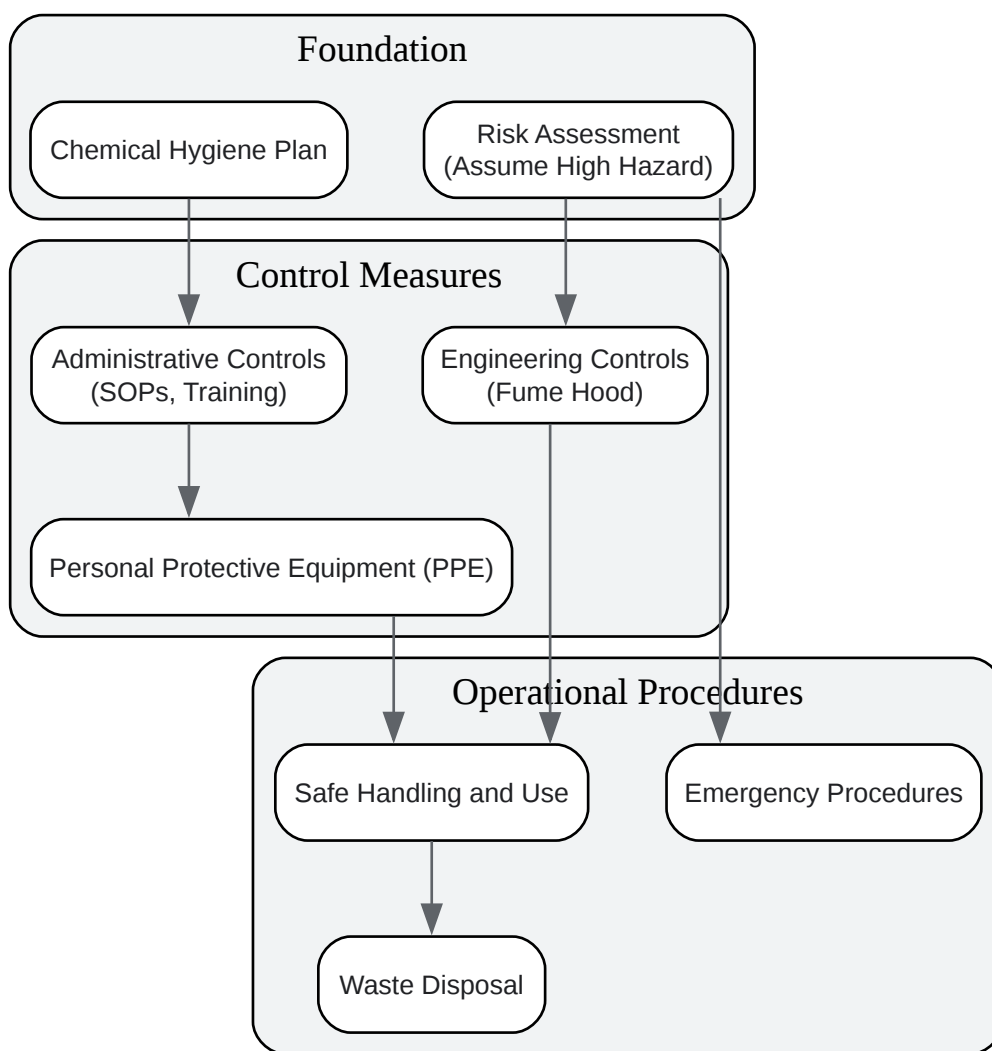 Foundation
Chemical Hygiene Plan
Risk Assessment
(Assume High Hazard)
Control Measures
Administrative Controls
(SOPs, Training)
Engineering Controls
(Fume Hood)
Personal Protective Equipment (PPE)
Operational Procedures
Safe Handling and Use
Emergency Procedures
Waste Disposal